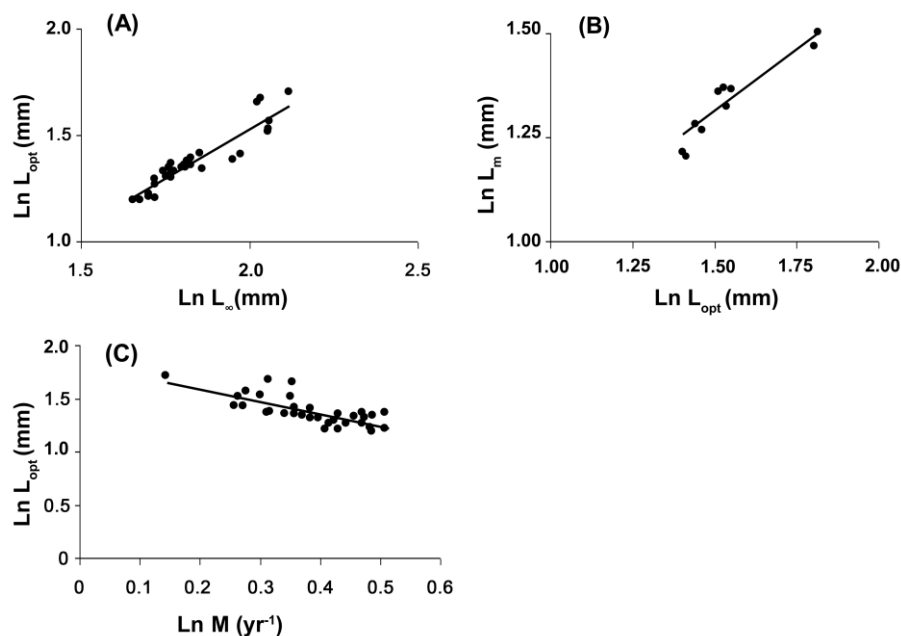 (A)
2.0
1.5
1.0
Ln L_opt (mm)
1.5 2.0 2.5
Ln L_∞ (mm)
(B)
1.50
1.25
1.00
Ln L_m (mm)
1.00 1.25 1.50 1.75 2.00
Ln L_opt (mm)
(C)
2
1.5
1.0
0.5
0
Ln L_opt (mm)
0 0.1 0.2 0.3 0.4 0.5 0.6
Ln M (yr⁻¹)